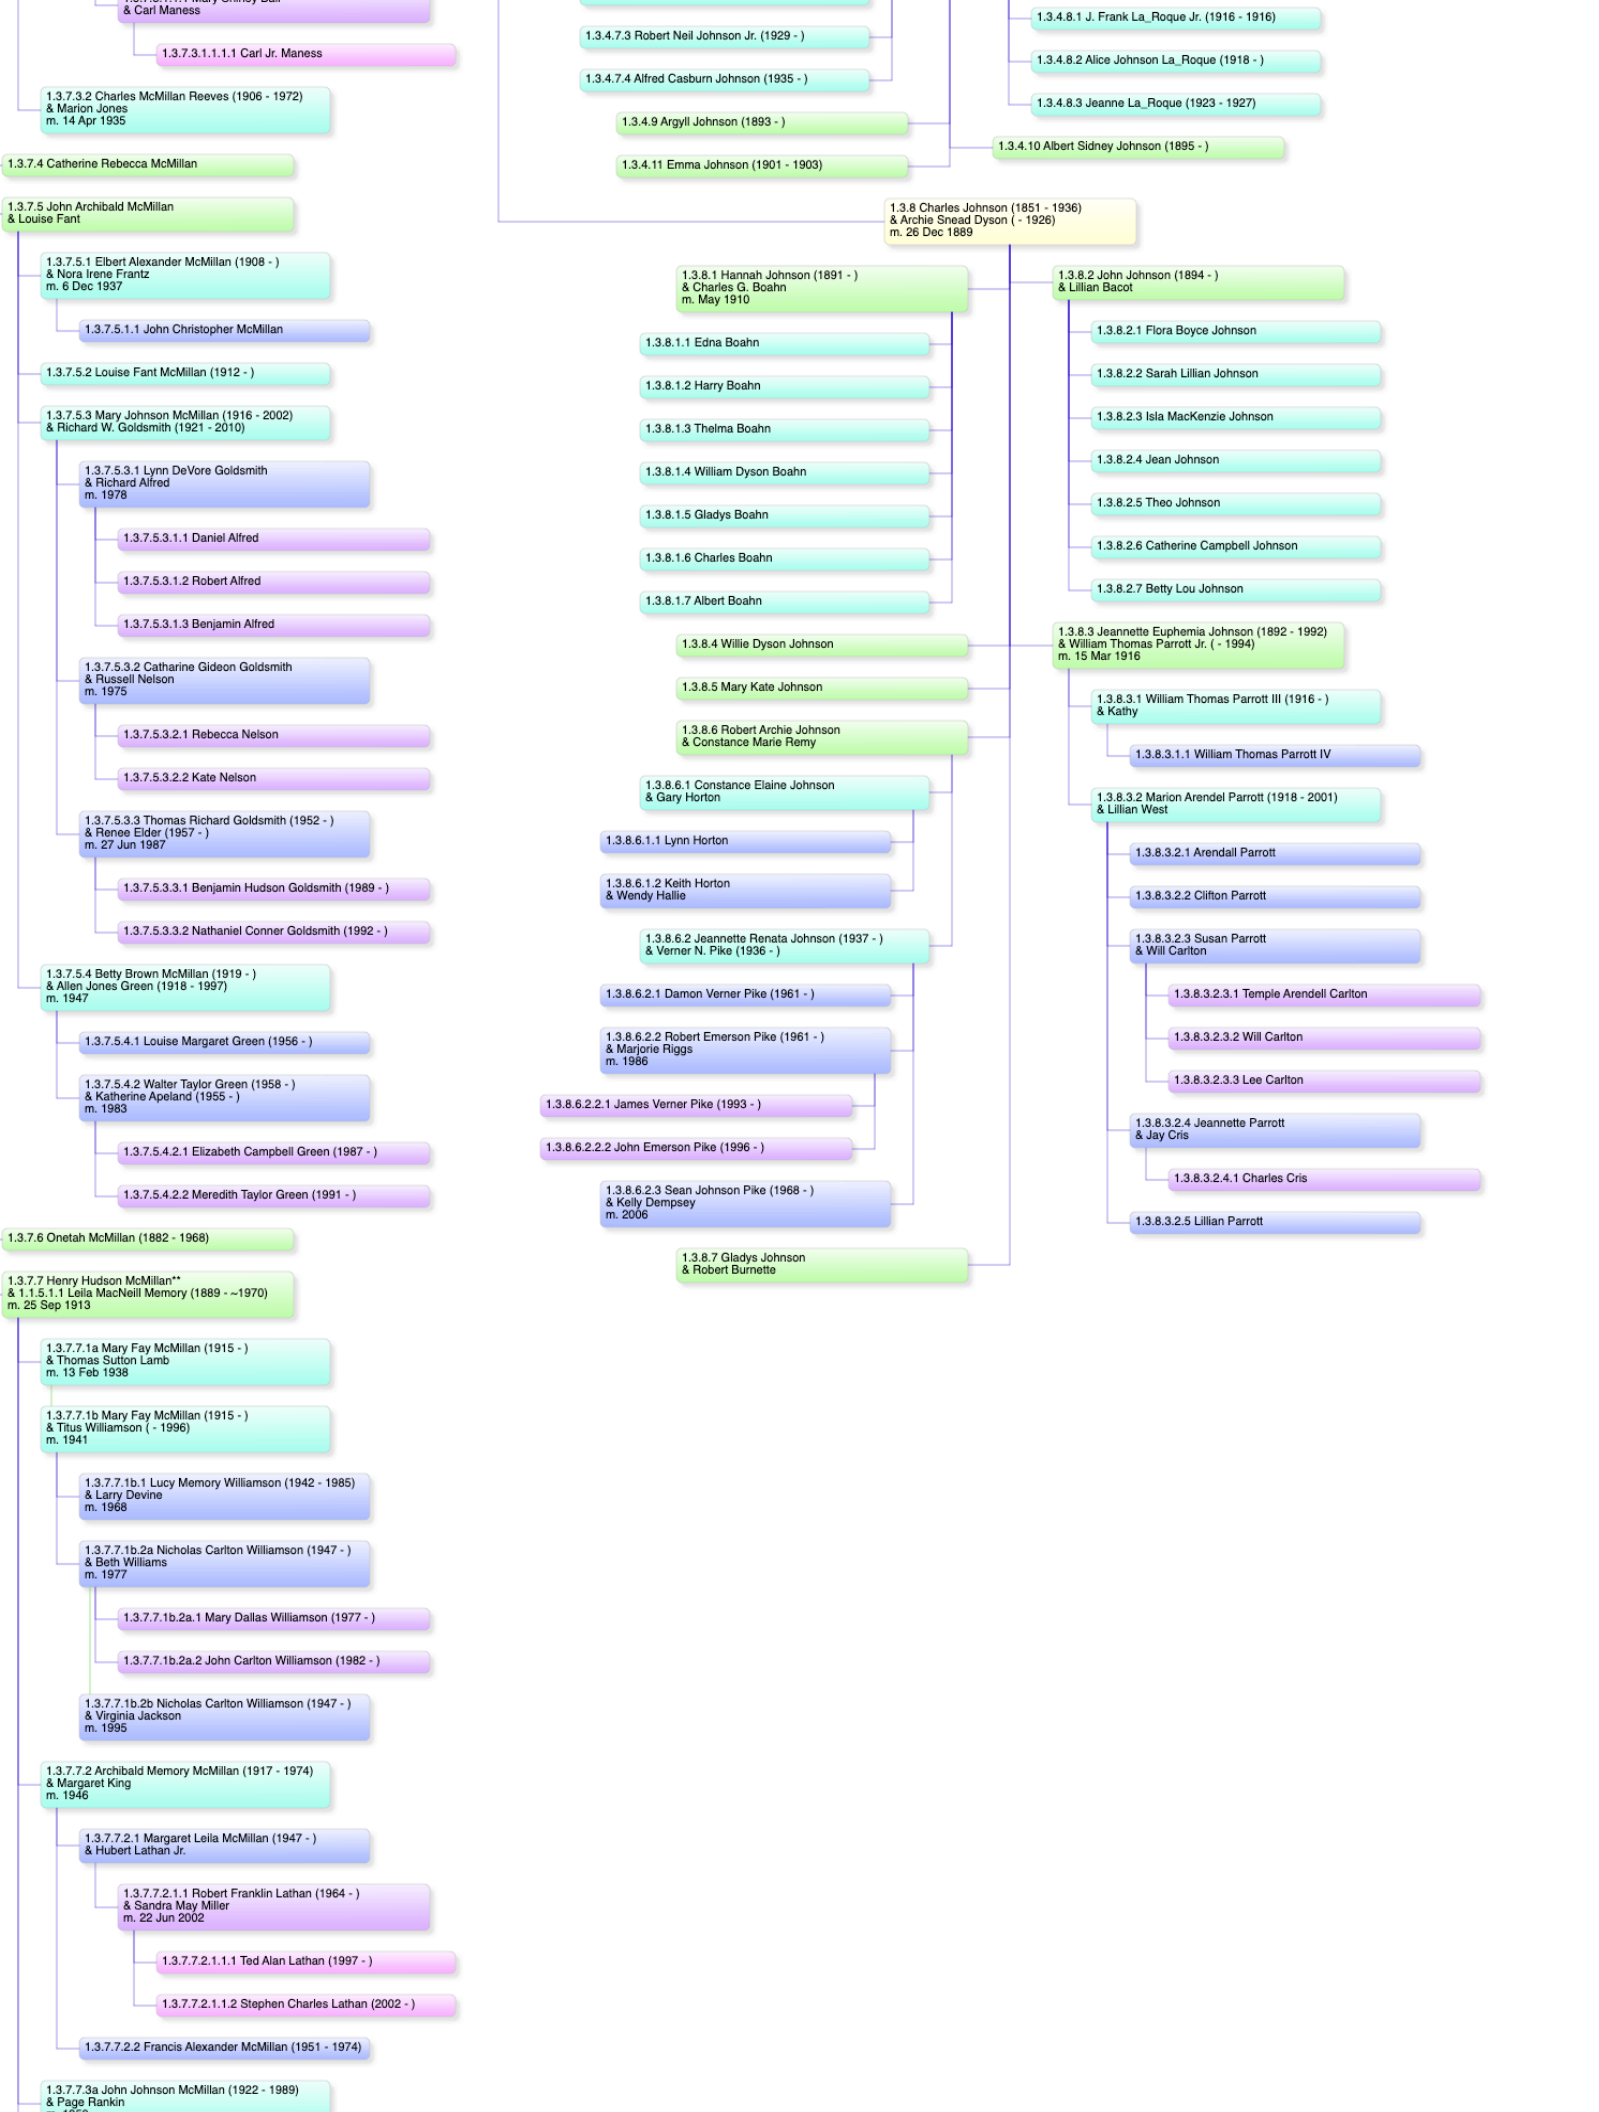 & Carl Maness
1.3.7.3.1.1.1.1 Carl Jr. Maness
1.3.7.3.2 Charles McMillan Reeves (1906 - 1972)
& Marion Jones
m. 14 Apr 1935
1.3.7.4 Catherine Rebecca McMillan
1.3.7.5 John Archibald McMillan
& Louise Fant
1.3.7.5.1 Elbert Alexander McMillan (1908 - )
& Nora Irene Frantz
m. 6 Dec 1937
1.3.7.5.1.1 John Christopher McMillan
1.3.7.5.2 Louise Fant McMillan (1912 - )
1.3.7.5.3 Mary Johnson McMillan (1916 - 2002)
& Richard W. Goldsmith (1921 - 2010)
1.3.7.5.3.1 Lynn DeVore Goldsmith
& Richard Alfred
m. 1978
1.3.7.5.3.1.1 Daniel Alfred
1.3.7.5.3.1.2 Robert Alfred
1.3.7.5.3.1.3 Benjamin Alfred
1.3.7.5.3.2 Catharine Gideon Goldsmith
& Russell Nelson
m. 1975
1.3.7.5.3.2.1 Rebecca Nelson
1.3.7.5.3.2.2 Kate Nelson
1.3.7.5.3.3 Thomas Richard Goldsmith (1952 - )
& Renee Elder (1957 - )
m. 27 Jun 1987
1.3.7.5.3.3.1 Benjamin Hudson Goldsmith (1989 - )
1.3.7.5.3.3.2 Nathaniel Conner Goldsmith (1992 - )
1.3.7.5.4 Betty Brown McMillan (1919 - )
& Allen Jones Green (1918 - 1997)
m. 1947
1.3.7.5.4.1 Louise Margaret Green (1956 - )
1.3.7.5.4.2 Walter Taylor Green (1958 - )
& Katherine Apeland (1955 - )
m. 1983
1.3.7.5.4.2.1 Elizabeth Campbell Green (1987 - )
1.3.7.5.4.2.2 Meredith Taylor Green (1991 - )
1.3.7.6 Onetah McMillan (1882 - 1968)
1.3.7.7 Henry Hudson McMillan**
& 1.1.5.1.1 Leila MacNeill Memory (1889 - ~1970)
m. 25 Sep 1913
1.3.7.7.1a Mary Fay McMillan (1915 - )
& Thomas Sutton Lamb
m. 13 Feb 1938
1.3.7.7.1b Mary Fay McMillan (1915 - )
& Titus Williamson ( - 1996)
m. 1941
1.3.7.7.1b.1 Lucy Memory Williamson (1942 - 1985)
& Larry Devine
m. 1968
1.3.7.7.1b.2a Nicholas Carlton Williamson (1947 - )
& Beth Williams
m. 1977
1.3.7.7.1b.2a.1 Mary Dallas Williamson (1977 - )
1.3.7.7.1b.2a.2 John Carlton Williamson (1982 - )
1.3.7.7.1b.2b Nicholas Carlton Williamson (1947 - )
& Virginia Jackson
m. 1995
1.3.7.7.2 Archibald Memory McMillan (1917 - 1974)
& Margaret King
m. 1946
1.3.7.7.2.1 Margaret Leila McMillan (1947 - )
& Hubert Lathan Jr.
1.3.7.7.2.1.1 Robert Franklin Lathan (1964 - )
& Sandra May Miller
m. 22 Jun 2002
1.3.7.7.2.1.1.1 Ted Alan Lathan (1997 - )
1.3.7.7.2.1.1.2 Stephen Charles Lathan (2002 - )
1.3.7.7.2.2 Francis Alexander McMillan (1951 - 1974)
1.3.7.7.3a John Johnson McMillan (1922 - 1989)
& Page Rankin
1.3.4.7.3 Robert Neil Johnson Jr. (1929 - )
1.3.4.7.4 Alfred Casburn Johnson (1935 - )
1.3.4.9 Argyll Johnson (1893 - )
1.3.4.11 Emma Johnson (1901 - 1903)
1.3.4.8.1 J. Frank La_Roque Jr. (1916 - 1916)
1.3.4.8.2 Alice Johnson La_Roque (1918 - )
1.3.4.8.3 Jeanne La_Roque (1923 - 1927)
1.3.4.10 Albert Sidney Johnson (1895 - )
1.3.8 Charles Johnson (1851 - 1936)
& Archie Snead Dyson ( - 1926)
m. 26 Dec 1889
1.3.8.1 Hannah Johnson (1891 - )
& Charles G. Boahn
m. May 1910
1.3.8.1.1 Edna Boahn
1.3.8.1.2 Harry Boahn
1.3.8.1.3 Thelma Boahn
1.3.8.1.4 William Dyson Boahn
1.3.8.1.5 Gladys Boahn
1.3.8.1.6 Charles Boahn
1.3.8.1.7 Albert Boahn
1.3.8.4 Willie Dyson Johnson
1.3.8.5 Mary Kate Johnson
1.3.8.6 Robert Archie Johnson
& Constance Marie Remy
1.3.8.6.1 Constance Elaine Johnson
& Gary Horton
1.3.8.6.1.1 Lynn Horton
1.3.8.6.1.2 Keith Horton
& Wendy Hallie
1.3.8.6.2 Jeannette Renata Johnson (1937 - )
& Verner N. Pike (1936 - )
1.3.8.6.2.1 Damon Verner Pike (1961 - )
1.3.8.6.2.2 Robert Emerson Pike (1961 - )
& Marjorie Riggs
m. 1986
1.3.8.6.2.2.1 James Verner Pike (1993 - )
1.3.8.6.2.2.2 John Emerson Pike (1996 - )
1.3.8.6.2.3 Sean Johnson Pike (1968 - )
& Kelly Dempsey
m. 2006
1.3.8.7 Gladys Johnson
& Robert Burnette
1.3.8.2 John Johnson (1894 - )
& Lillian Bacot
1.3.8.2.1 Flora Boyce Johnson
1.3.8.2.2 Sarah Lillian Johnson
1.3.8.2.3 Isla MacKenzie Johnson
1.3.8.2.4 Jean Johnson
1.3.8.2.5 Theo Johnson
1.3.8.2.6 Catherine Campbell Johnson
1.3.8.2.7 Betty Lou Johnson
1.3.8.3 Jeannette Euphemia Johnson (1892 - 1992)
& William Thomas Parrott Jr. ( - 1994)
m. 15 Mar 1916
1.3.8.3.1 William Thomas Parrott III (1916 - )
& Kathy
1.3.8.3.1.1 William Thomas Parrott IV
1.3.8.3.2 Marion Arendel Parrott (1918 - 2001)
& Lillian West
1.3.8.3.2.1 Arendall Parrott
1.3.8.3.2.2 Clifton Parrott
1.3.8.3.2.3 Susan Parrott
& Will Carlton
1.3.8.3.2.3.1 Temple Arendell Carlton
1.3.8.3.2.3.2 Will Carlton
1.3.8.3.2.3.3 Lee Carlton
1.3.8.3.2.4 Jeannette Parrott
& Jay Cris
1.3.8.3.2.4.1 Charles Cris
1.3.8.3.2.5 Lillian Parrott